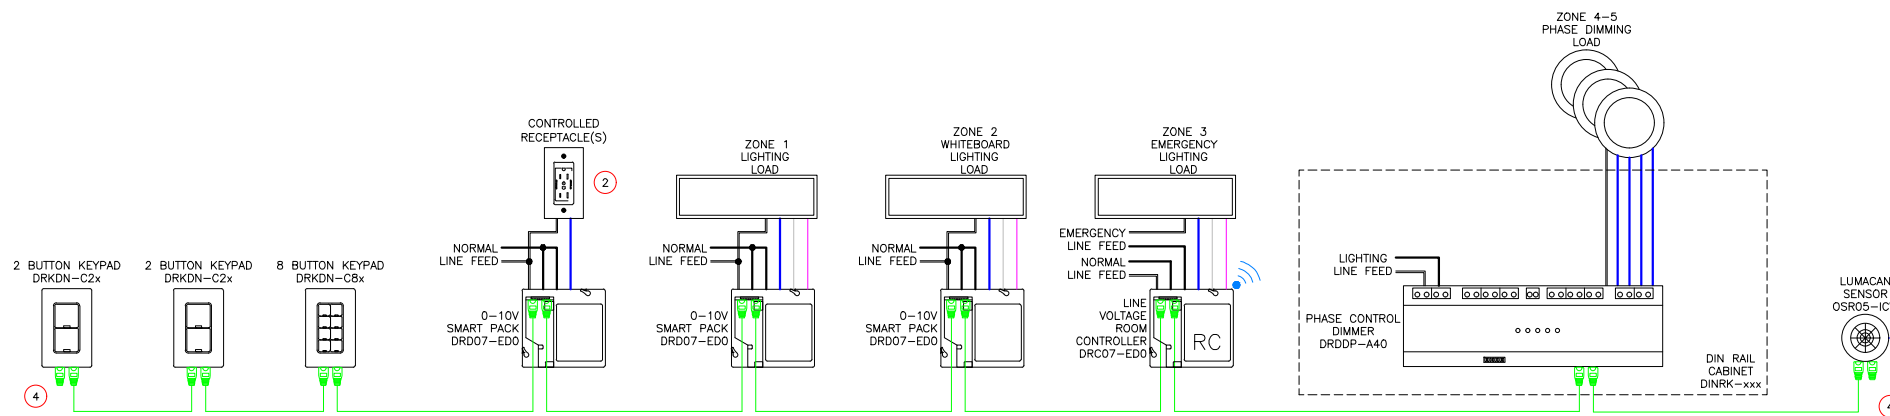 2 BUTTON KEYPAD
DRKDN-C2x
4
2 BUTTON KEYPAD
DRKDN-C2x
8 BUTTON KEYPAD
DRKDN-C8x
CONTROLLED
RECEPTACLE(S)
2
NORMAL
LINE FEED
0-10V
SMART PACK
DRD07-ED0
ZONE 1
LIGHTING
LOAD
NORMAL
LINE FEED
0-10V
SMART PACK
DRD07-ED0
ZONE 2
WHITEBOARD
LIGHTING
LOAD
NORMAL
LINE FEED
0-10V
SMART PACK
DRD07-ED0
ZONE 3
EMERGENCY
LIGHTING
LOAD
EMERGENCY
LINE FEED
NORMAL
LINE FEED
LINE
VOLTAGE
ROOM
CONTROLLER
DRC07-ED0
RC
ZONE 4-5
PHASE DIMMING
LOAD
LIGHTING
LINE FEED
PHASE CONTROL
DIMMER
DRDDP-A40
DIN RAIL
CABINET
DINRK-xxx
LUMACAN
SENSOR
4